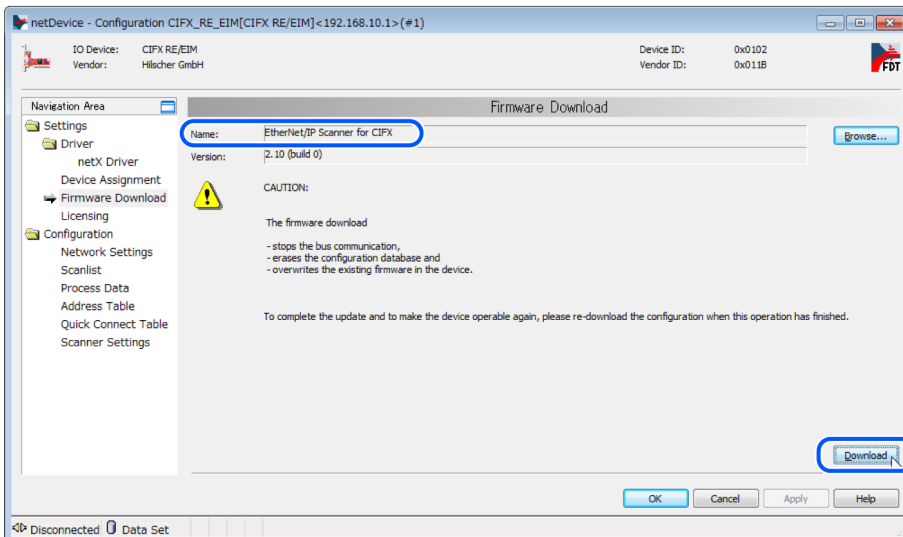 netDevice - Configuration CIFX_RE_EIM[CIFX RE/EIM]<192.168.10.1>(#1)
IO Device: CIFX RE/EIM Device ID: 0x0102
Vendor: Hilscher GmbH Vendor ID: 0x011B
FDT
Navigation Area
Settings
Driver
netX Driver
Device Assignment
Firmware Download
Licensing
Configuration
Network Settings
Scanlist
Process Data
Address Table
Quick Connect Table
Scanner Settings
Firmware Download
Name: EtherNet/IP Scanner for CIFX Browse...
Version: 2.10 (build 0)
CAUTION:
The firmware download
- stops the bus communication,
- erases the configuration database and
- overwrites the existing firmware in the device.
To complete the update and to make the device operable again, please re-download the configuration when this operation has finished.
Download
OK Cancel Apply Help
Disconnected Data Set